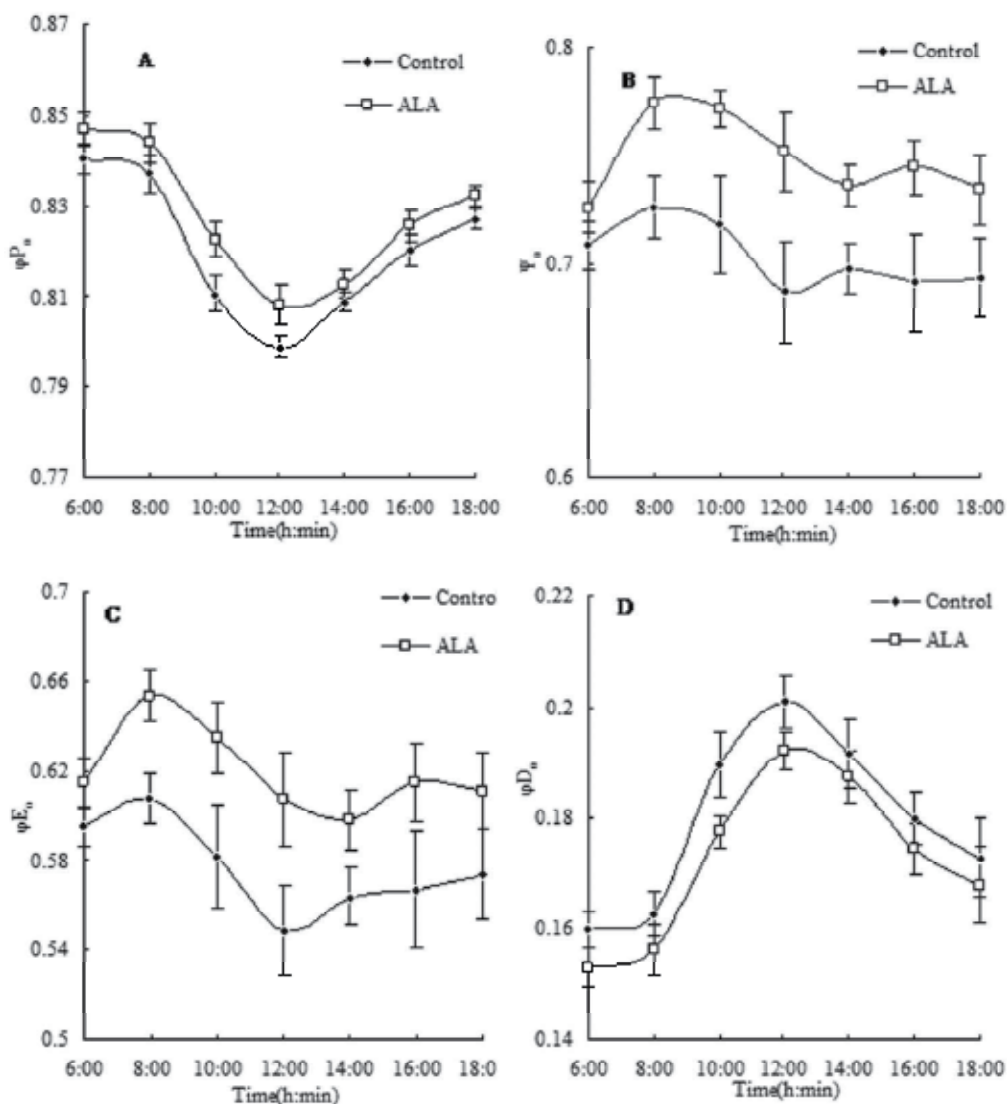 0.87
A
Control
0.85
ALA
0.83
φP₀
0.81
0.79
0.77
6:00 8:00 10:00 12:00 14:00 16:00 18:00
Time(h:min)
0.8
Control
B
ALA
Ψ₀
0.7
0.6
6:00 8:00 10:00 12:00 14:00 16:00 18:00
Time(h:min)
0.7
C
Contro
ALA
0.66
0.62
φE₀
0.58
0.54
0.5
6:00 8:00 10:00 12:00 14:00 16:00 18:0
Time(h:min)
0.22
D
Control
ALA
0.2
φD₀
0.18
0.16
0.14
6:00 8:00 10:00 12:00 14:00 16:00 18:00
Time(h:min)